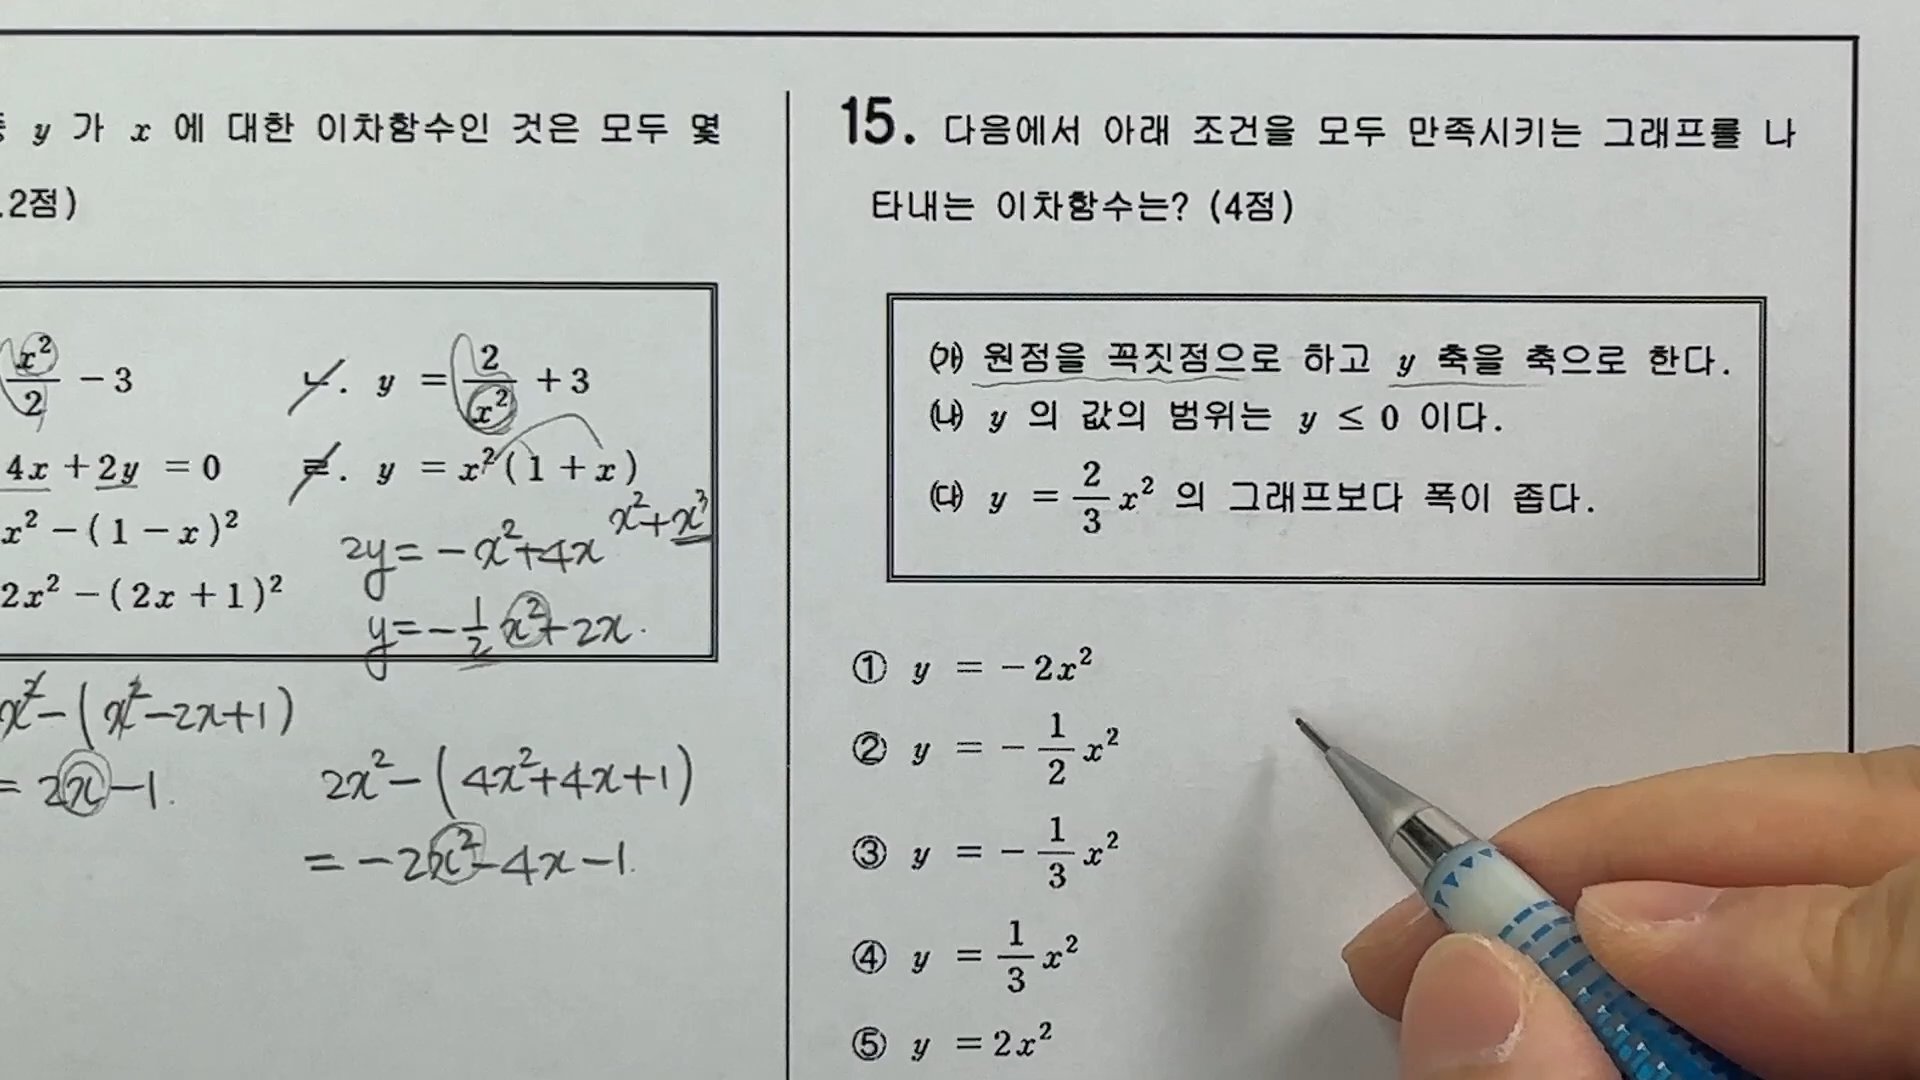 y 가 x 에 대한 이차함수인 것은 모두 몇
.2점)
x²/2 - 3
ㄴ. y = 2/x² + 3
4x + 2y = 0
ㄹ. y = x²(1 + x)
x² + x³
x² - (1 - x)²
2y = -x² + 4x
2x² - (2x + 1)²
y = -1/2 x² + 2x.
x² - (x² - 2x + 1)
= 2x - 1.
2x² - (4x² + 4x + 1)
= -2x² - 4x - 1.
15. 다음에서 아래 조건을 모두 만족시키는 그래프를 나
타내는 이차함수는? (4점)
㈎ 원점을 꼭짓점으로 하고 y 축을 축으로 한다.
㈏ y 의 값의 범위는 y ≤ 0 이다.
㈐ y = 2/3 x² 의 그래프보다 폭이 좁다.
① y = -2x²
② y = -1/2 x²
③ y = -1/3 x²
④ y = 1/3 x²
⑤ y = 2x²